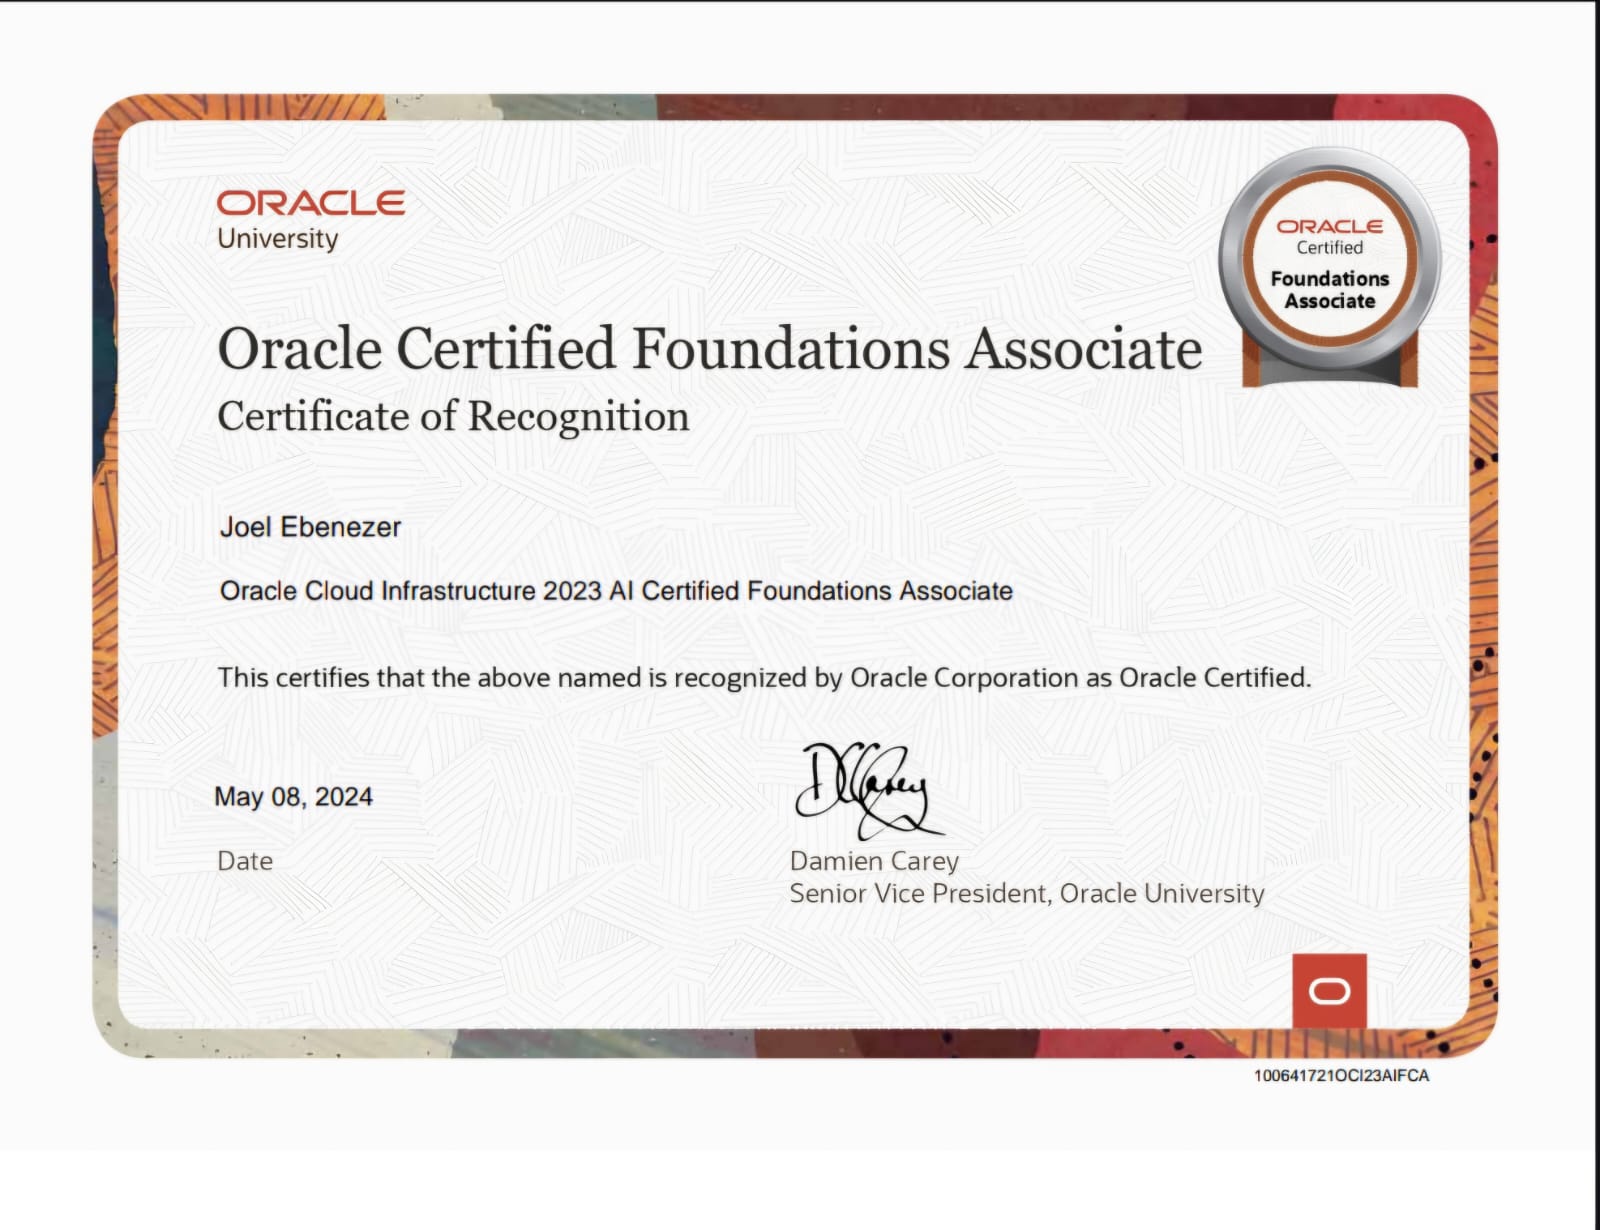 ORACLE
University
ORACLE
Certified
Foundations
Associate
Oracle Certified Foundations Associate
Certificate of Recognition
Joel Ebenezer
Oracle Cloud Infrastructure 2023 AI Certified Foundations Associate
This certifies that the above named is recognized by Oracle Corporation as Oracle Certified.
DCCarey
May 08, 2024
Date
Damien Carey
Senior Vice President, Oracle University
100641721OCI23AIFCA